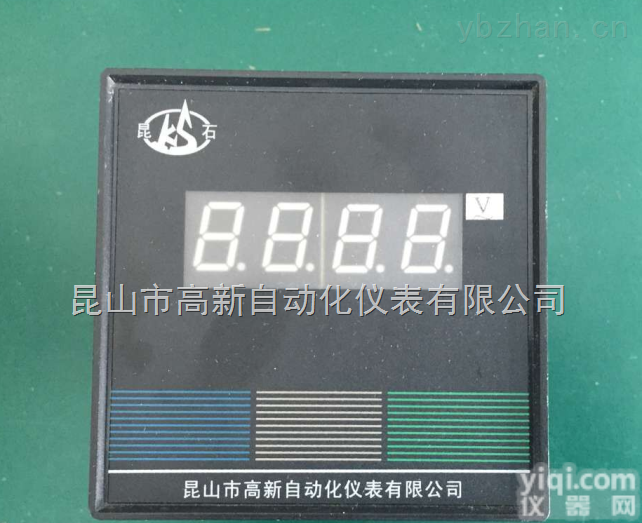 ybzhan.cn
昆 KS 石
8.8.8.8.
V
昆山市高新自动化仪表有限公司
昆山市高新自动化仪表有限公司
yiqi.com
仪器网